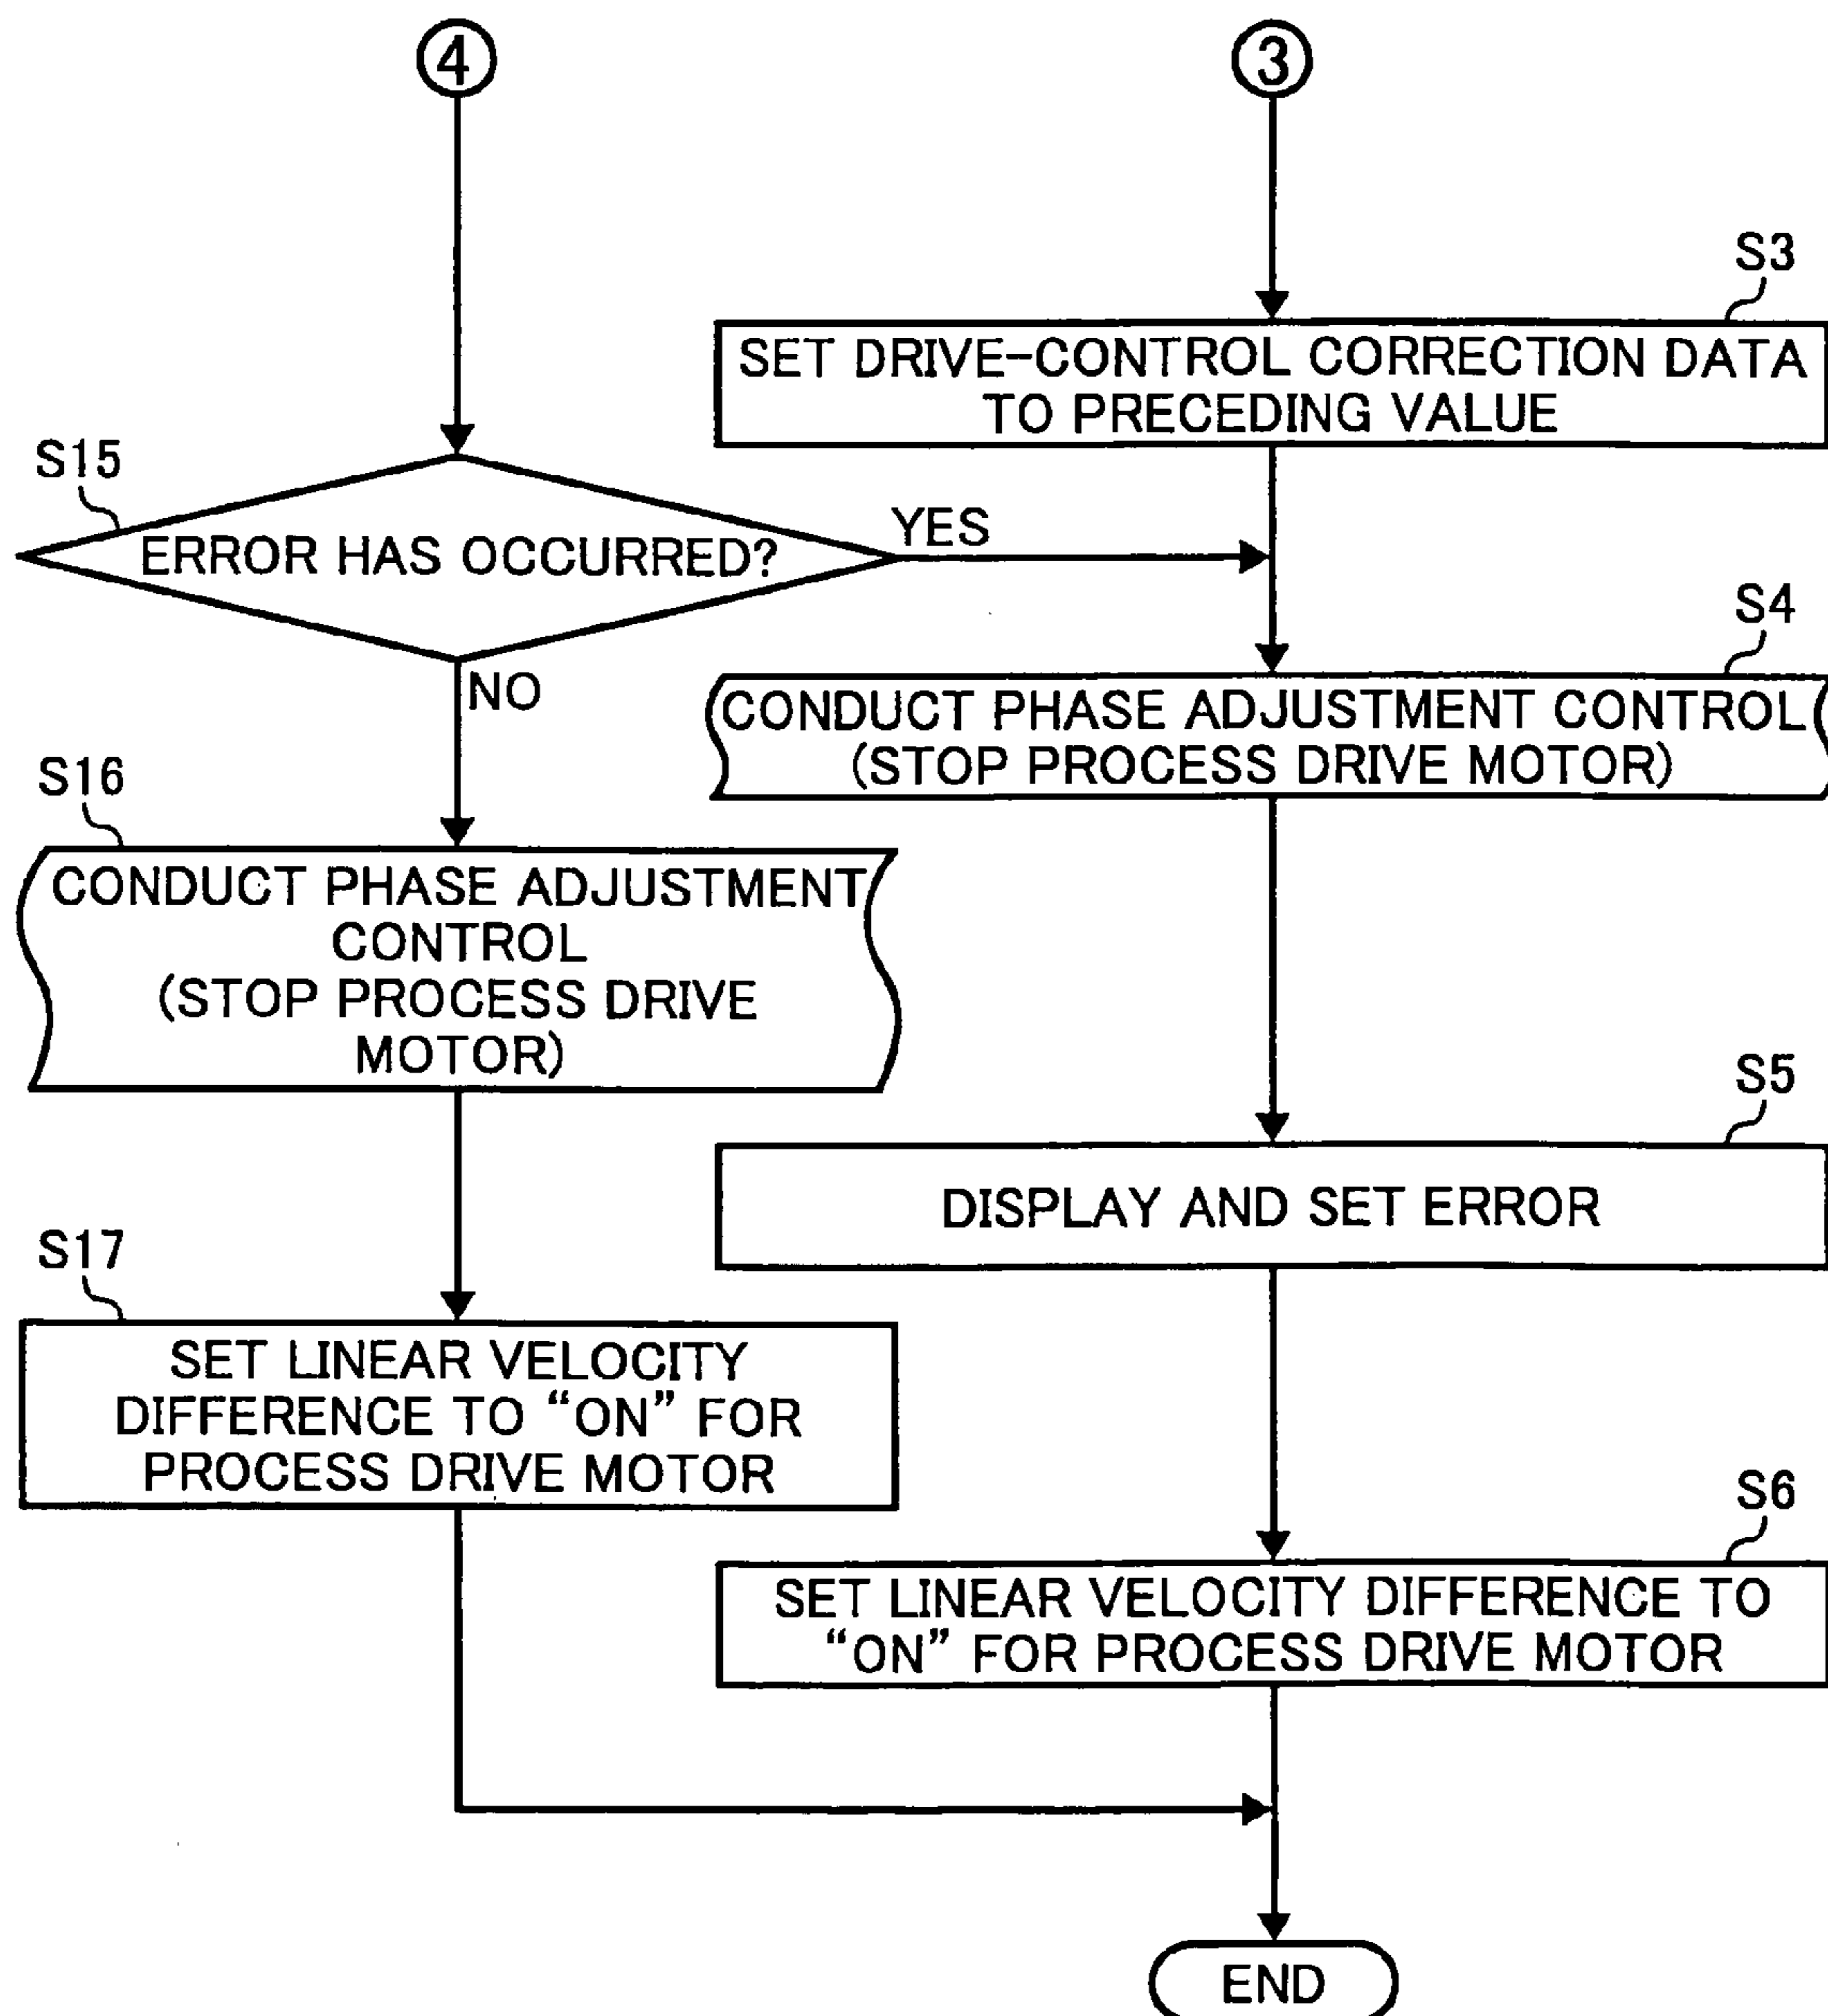 ④
③
S3
SET DRIVE-CONTROL CORRECTION DATA
TO PRECEDING VALUE
S15
ERROR HAS OCCURRED?
YES
NO
S4
CONDUCT PHASE ADJUSTMENT CONTROL
(STOP PROCESS DRIVE MOTOR)
S16
CONDUCT PHASE ADJUSTMENT
CONTROL
(STOP PROCESS DRIVE
MOTOR)
S5
DISPLAY AND SET ERROR
S17
SET LINEAR VELOCITY
DIFFERENCE TO “ON” FOR
PROCESS DRIVE MOTOR
S6
SET LINEAR VELOCITY DIFFERENCE TO
“ON” FOR PROCESS DRIVE MOTOR
END